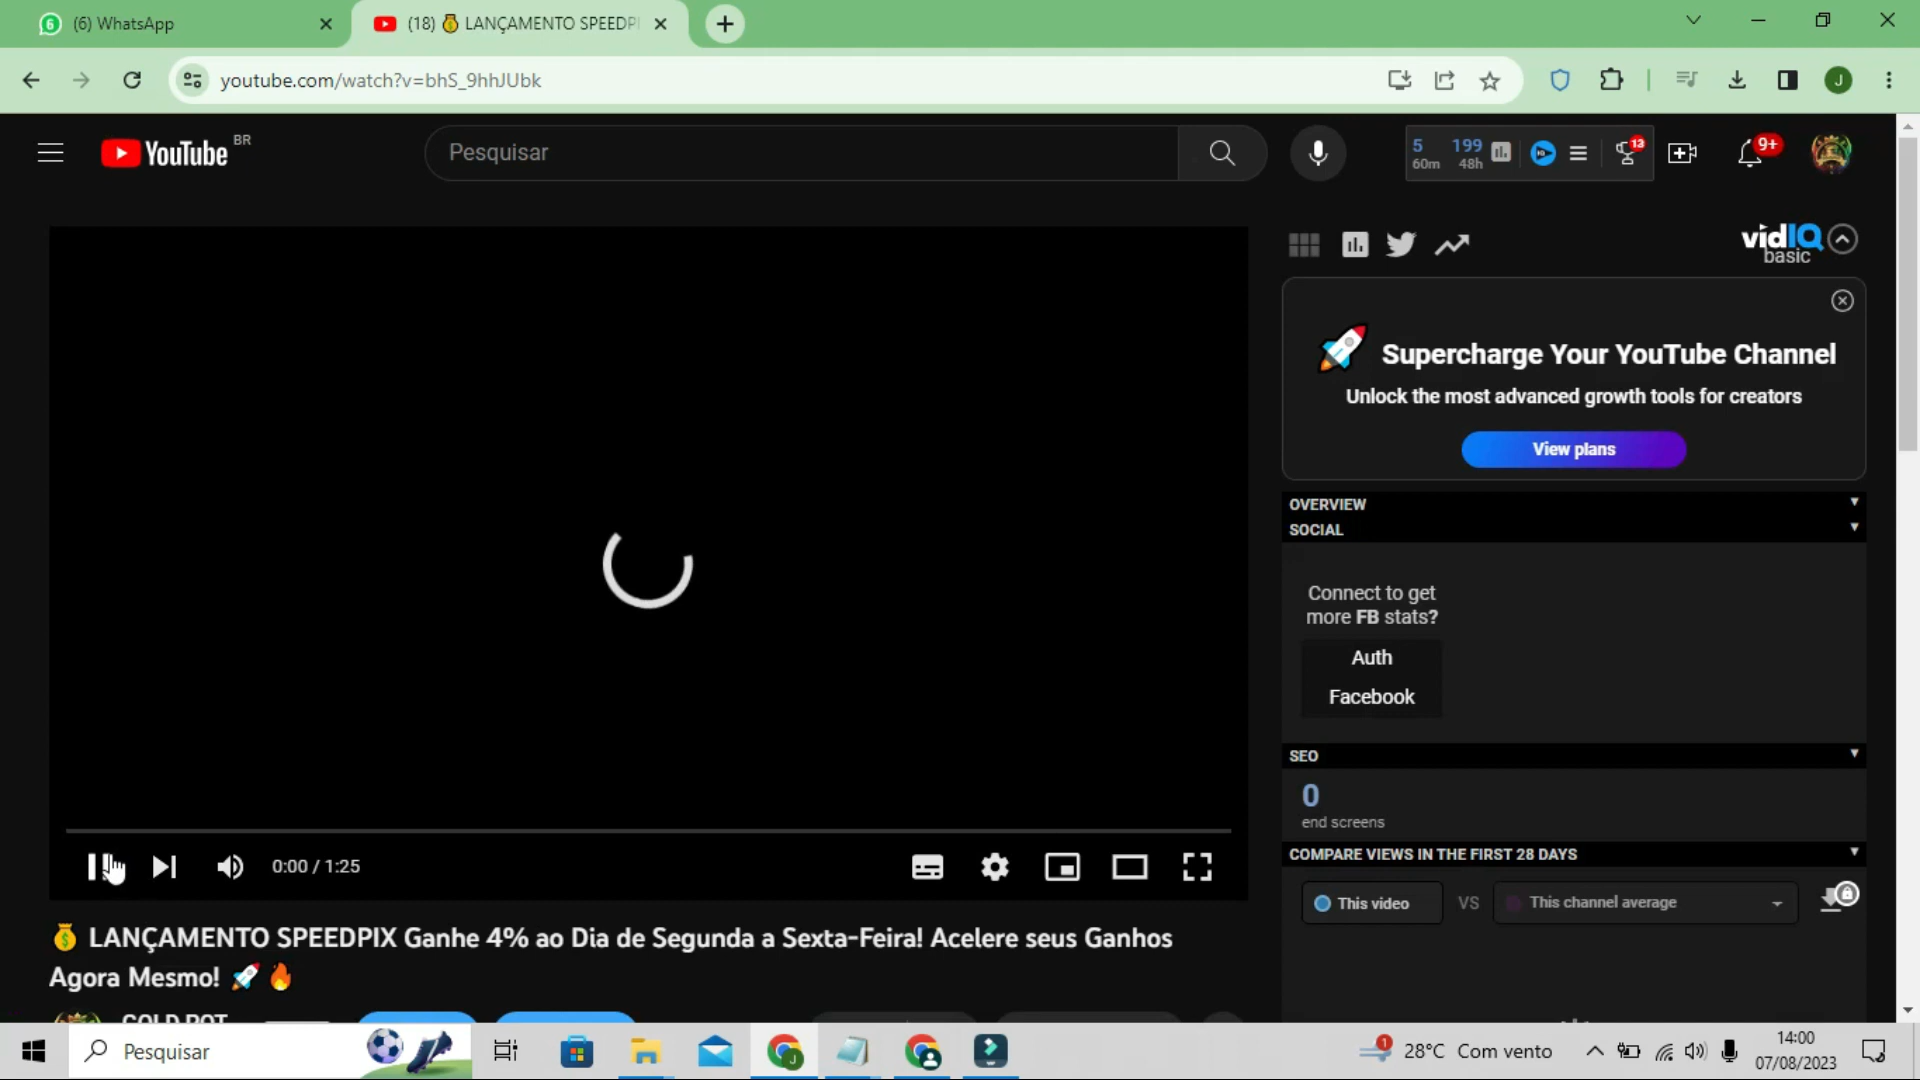 6
(6) WhatsApp
(18) 💰 LANÇAMENTO SPEEDPI
youtube.com/watch?v=bhS_9hhJUbk
J
YouTube BR
Pesquisar
5 199
60m 48h
13
9+
vidIQ
basic
Supercharge Your YouTube Channel
Unlock the most advanced growth tools for creators
View plans
OVERVIEW
SOCIAL
Connect to get
more FB stats?
Auth
Facebook
SEO
0
end screens
COMPARE VIEWS IN THE FIRST 28 DAYS
This video VS This channel average
0:00 / 1:25
💰 LANÇAMENTO SPEEDPIX Ganhe 4% ao Dia de Segunda a Sexta-Feira! Acelere seus Ganhos
Agora Mesmo! 🚀 🔥
GOLD BOT
Pesquisar
J
1
28°C Com vento
14:00
07/08/2023